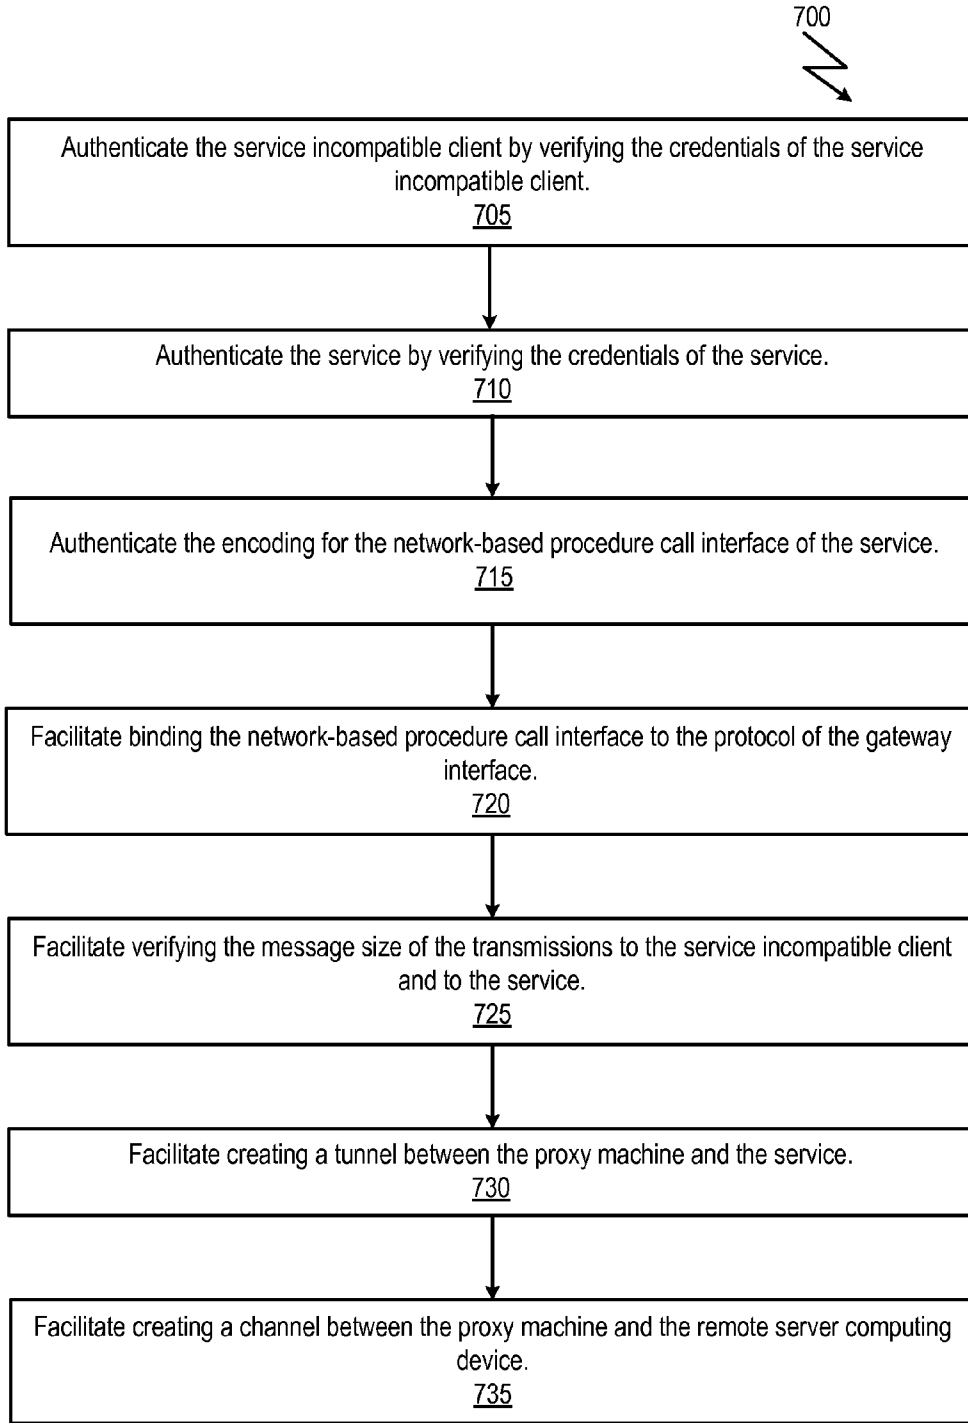 700
Authenticate the service incompatible client by verifying the credentials of the service
incompatible client.
705
Authenticate the service by verifying the credentials of the service.
710
Authenticate the encoding for the network-based procedure call interface of the service.
715
Facilitate binding the network-based procedure call interface to the protocol of the gateway
interface.
720
Facilitate verifying the message size of the transmissions to the service incompatible client
and to the service.
725
Facilitate creating a tunnel between the proxy machine and the service.
730
Facilitate creating a channel between the proxy machine and the remote server computing
device.
735